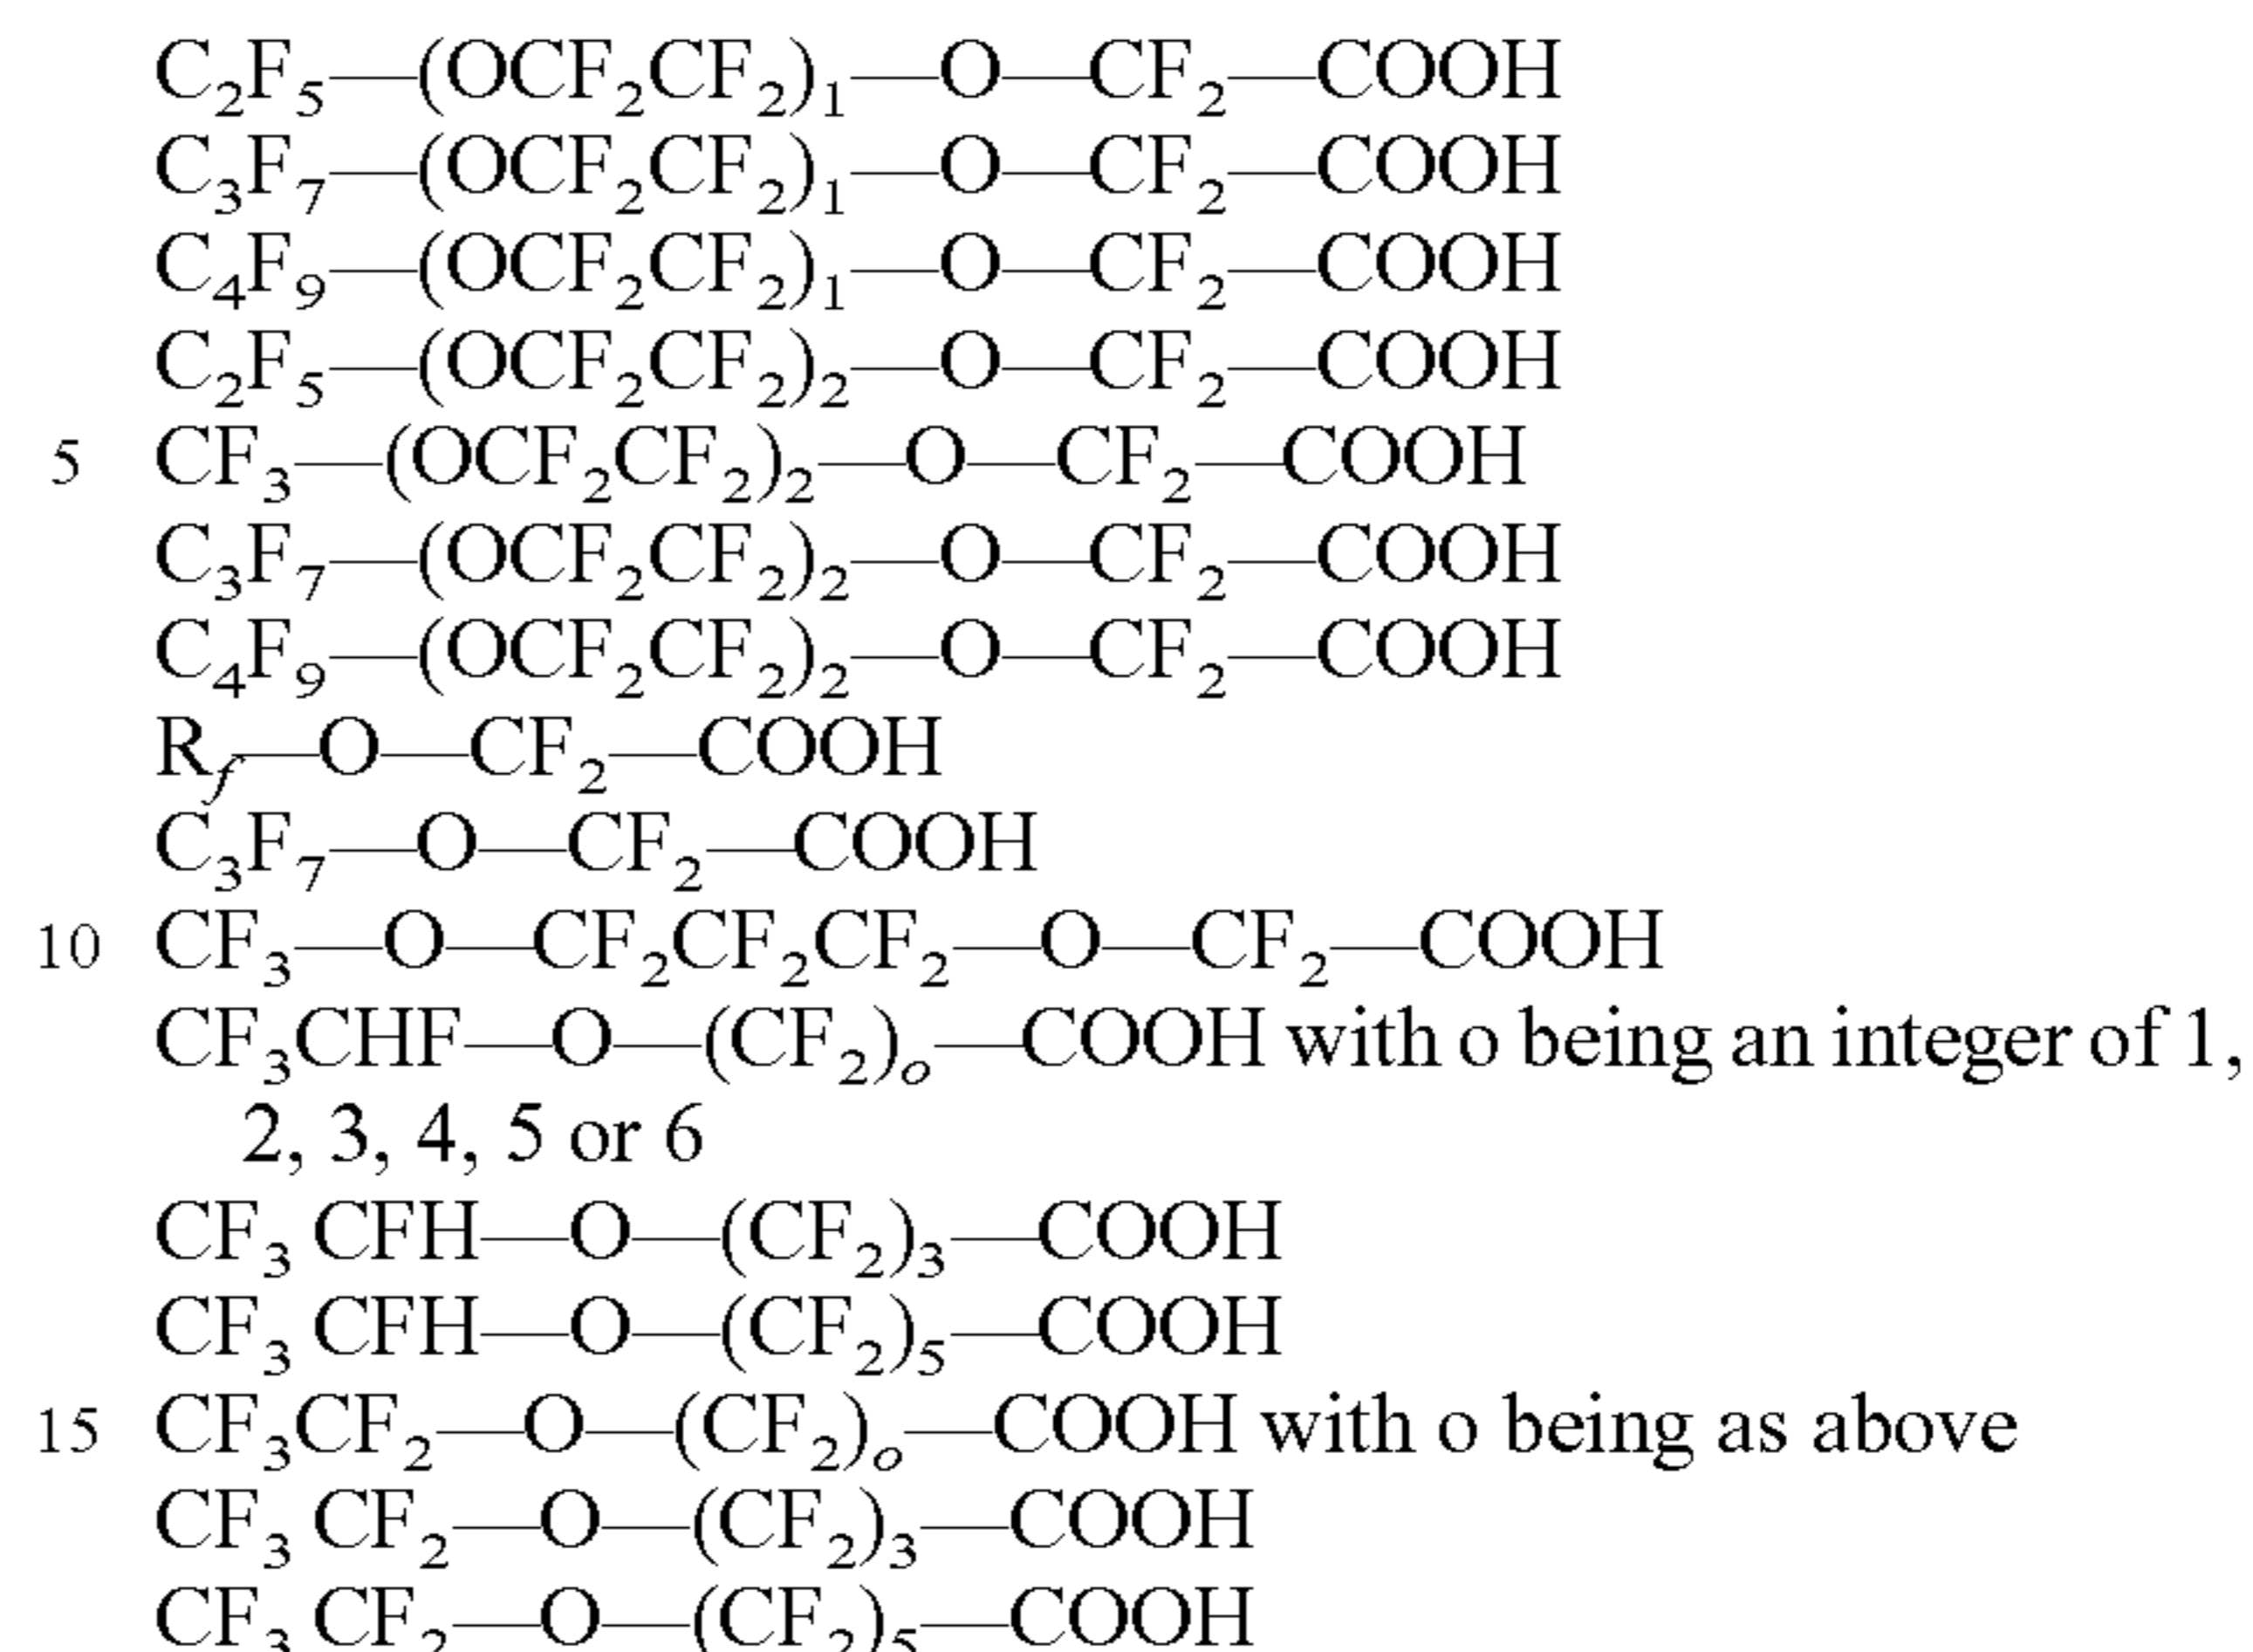 C₂F₅—(OCF₂CF₂)₁—O—CF₂—COOH
C₃F₇—(OCF₂CF₂)₁—O—CF₂—COOH
C₄F₉—(OCF₂CF₂)₁—O—CF₂—COOH
C₂F₅—(OCF₂CF₂)₂—O—CF₂—COOH
5 CF₃—(OCF₂CF₂)₂—O—CF₂—COOH
C₃F₇—(OCF₂CF₂)₂—O—CF₂—COOH
C₄F₉—(OCF₂CF₂)₂—O—CF₂—COOH
R_f—O—CF₂—COOH
C₃F₇—O—CF₂—COOH
10 CF₃—O—CF₂CF₂CF₂—O—CF₂—COOH
CF₃CHF—O—(CF₂)ₒ—COOH with o being an integer of 1,
2, 3, 4, 5 or 6
CF₃ CFH—O—(CF₂)₃—COOH
CF₃ CFH—O—(CF₂)₅—COOH
15 CF₃CF₂—O—(CF₂)ₒ—COOH with o being as above
CF₃ CF₂—O—(CF₂)₃—COOH
CF₃ CF₂—O—(CF₂)₅—COOH